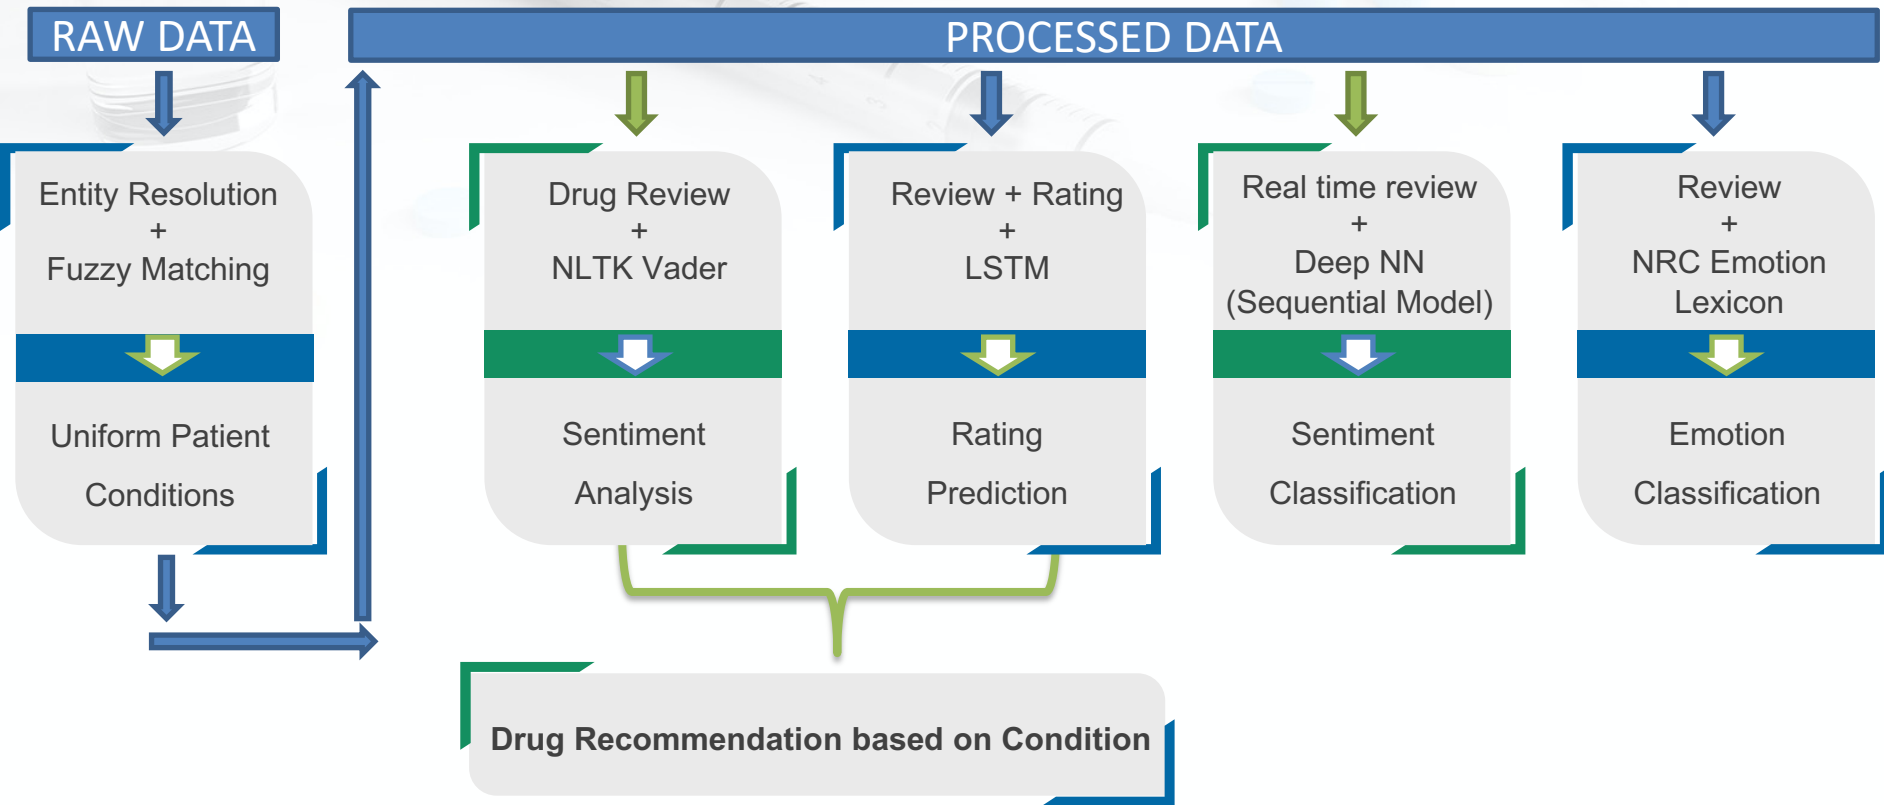 RAW DATA
PROCESSED DATA
Entity Resolution
+
Fuzzy Matching
Uniform Patient
Conditions
Drug Review
+
NLTK Vader
Sentiment
Analysis
Review + Rating
+
LSTM
Rating
Prediction
Real time review
+
Deep NN
(Sequential Model)
Sentiment
Classification
Review
+
NRC Emotion
Lexicon
Emotion
Classification
Drug Recommendation based on Condition